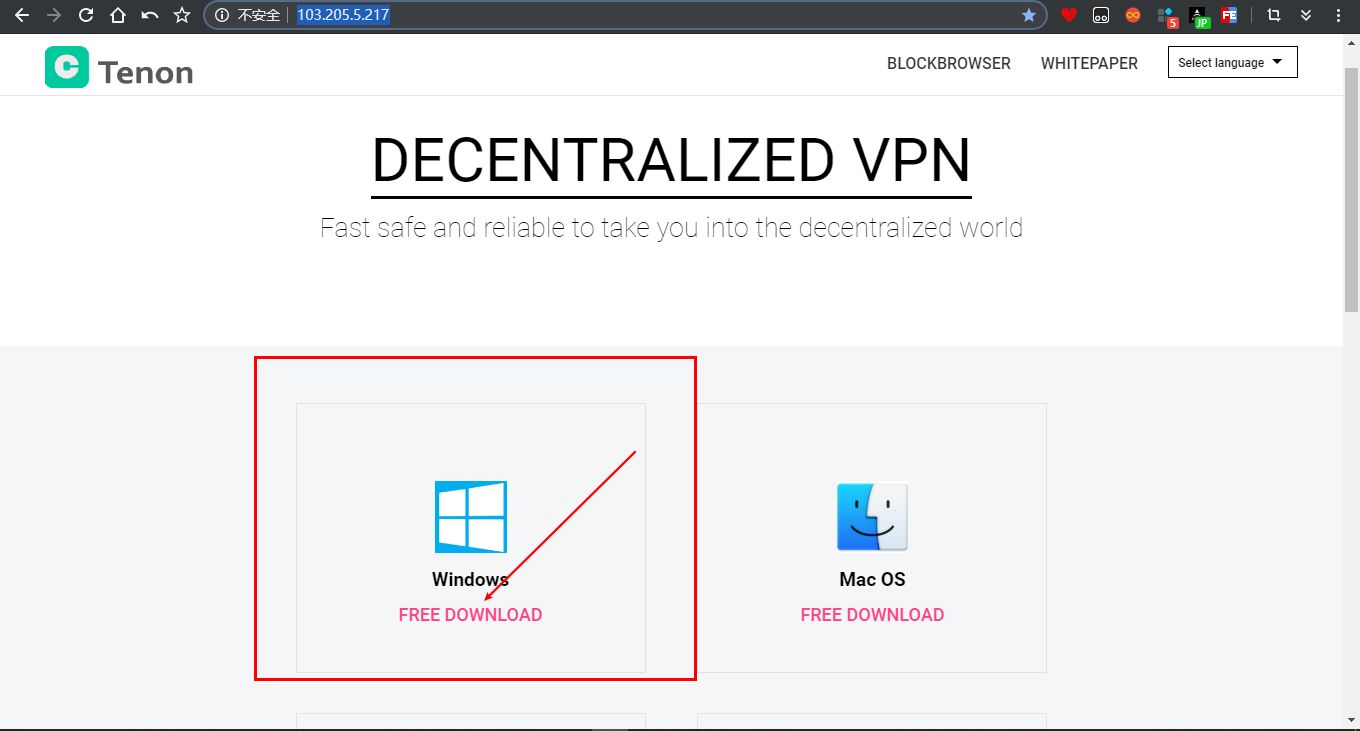 不安全 103.205.5.217
5
JP
FE
Tenon
BLOCKBROWSER
WHITEPAPER
Select language
DECENTRALIZED VPN
Fast safe and reliable to take you into the decentralized world
Windows
FREE DOWNLOAD
Mac OS
FREE DOWNLOAD